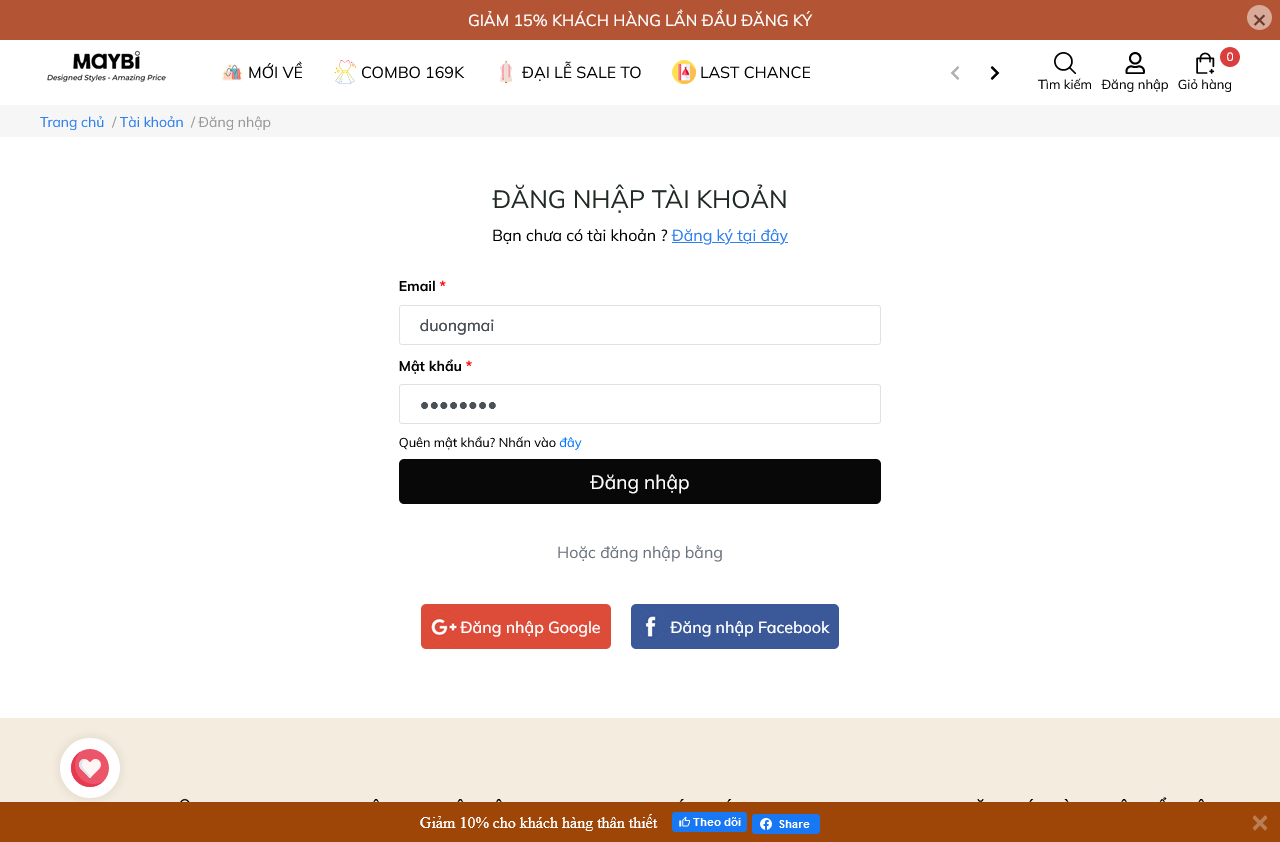 GIẢM 15% KHÁCH HÀNG LẦN ĐẦU ĐĂNG KÝ
MAYBi
Designed Styles - Amazing Price
MỚI VỀ
COMBO 169K
ĐẠI LỄ SALE TO
LAST CHANCE
Tìm kiếm
Đăng nhập
Giỏ hàng
0
Trang chủ / Tài khoản / Đăng nhập
ĐĂNG NHẬP TÀI KHOẢN
Bạn chưa có tài khoản ? Đăng ký tại đây
Email *
duongmai
Mật khẩu *
Quên mật khẩu? Nhấn vào đây
Đăng nhập
Hoặc đăng nhập bằng
Đăng nhập Google
Đăng nhập Facebook
Giảm 10% cho khách hàng thân thiết
Theo dõi
Share